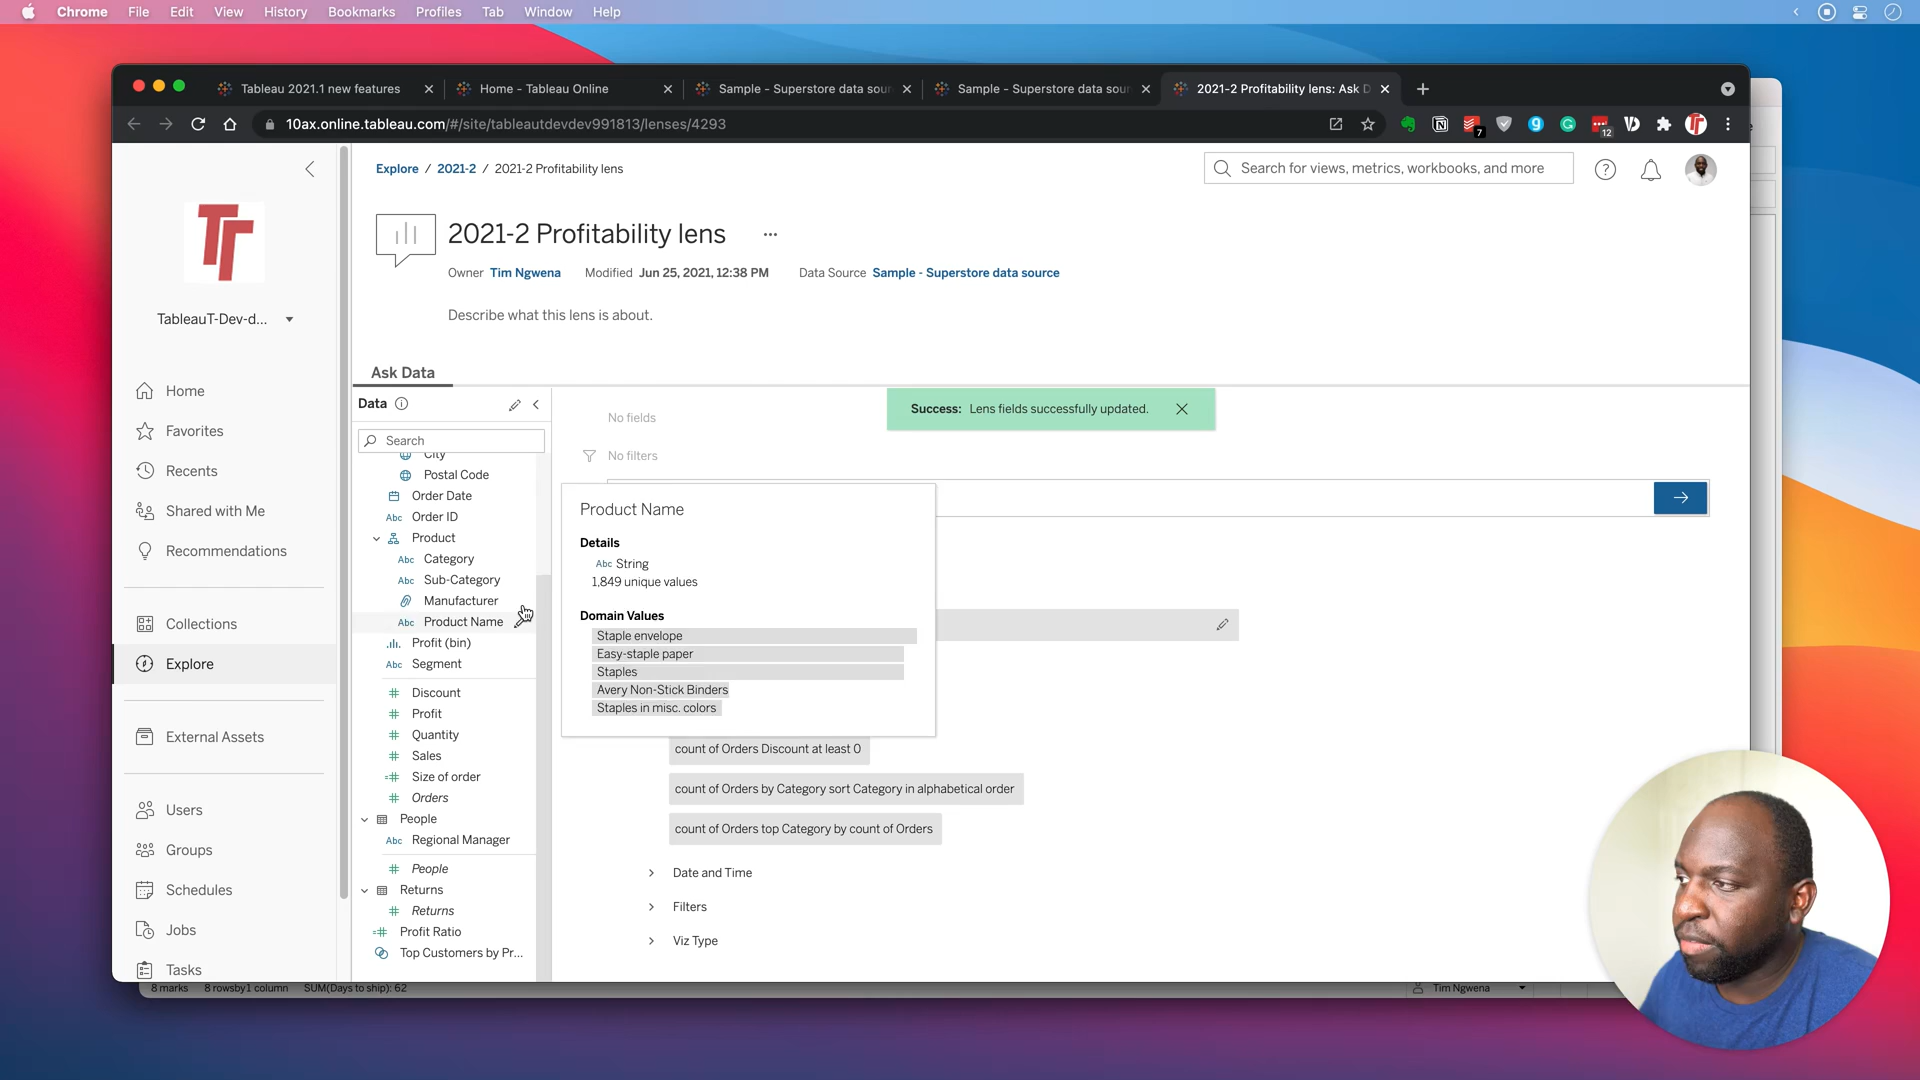 Chrome File Edit View History Bookmarks Profiles Tab Window Help
Tableau 2021.1 new features
Home - Tableau Online
Sample - Superstore data sour
Sample - Superstore data sour
2021-2 Profitability lens: Ask D
10ax.online.tableau.com/#/site/tableautdevdev991813/lenses/4293
7
12
Explore / 2021-2 / 2021-2 Profitability lens
Search for views, metrics, workbooks, and more
TableauT-Dev-d...
Home
Favorites
Recents
Shared with Me
Recommendations
Collections
Explore
External Assets
Users
Groups
Schedules
Jobs
Tasks
2021-2 Profitability lens
Owner Tim Ngwena Modified Jun 25, 2021, 12:38 PM Data Source Sample - Superstore data source
Describe what this lens is about.
Ask Data
Data
Search
City
Postal Code
Order Date
Abc Order ID
Product
Abc Category
Abc Sub-Category
Manufacturer
Abc Product Name
Profit (bin)
Abc Segment
# Discount
# Profit
# Quantity
# Sales
=# Size of order
# Orders
People
Abc Regional Manager
# People
Returns
# Returns
=# Profit Ratio
Top Customers by Pr...
No fields
No filters
Success: Lens fields successfully updated.
Product Name
Details
Abc String
1,849 unique values
Domain Values
Staple envelope
Easy-staple paper
Staples
Avery Non-Stick Binders
Staples in misc. colors
count of Orders Discount at least 0
count of Orders by Category sort Category in alphabetical order
count of Orders top Category by count of Orders
Date and Time
Filters
Viz Type
8 marks 8 rows by 1 column SUM(Days to ship): 62
Tim Ngwena